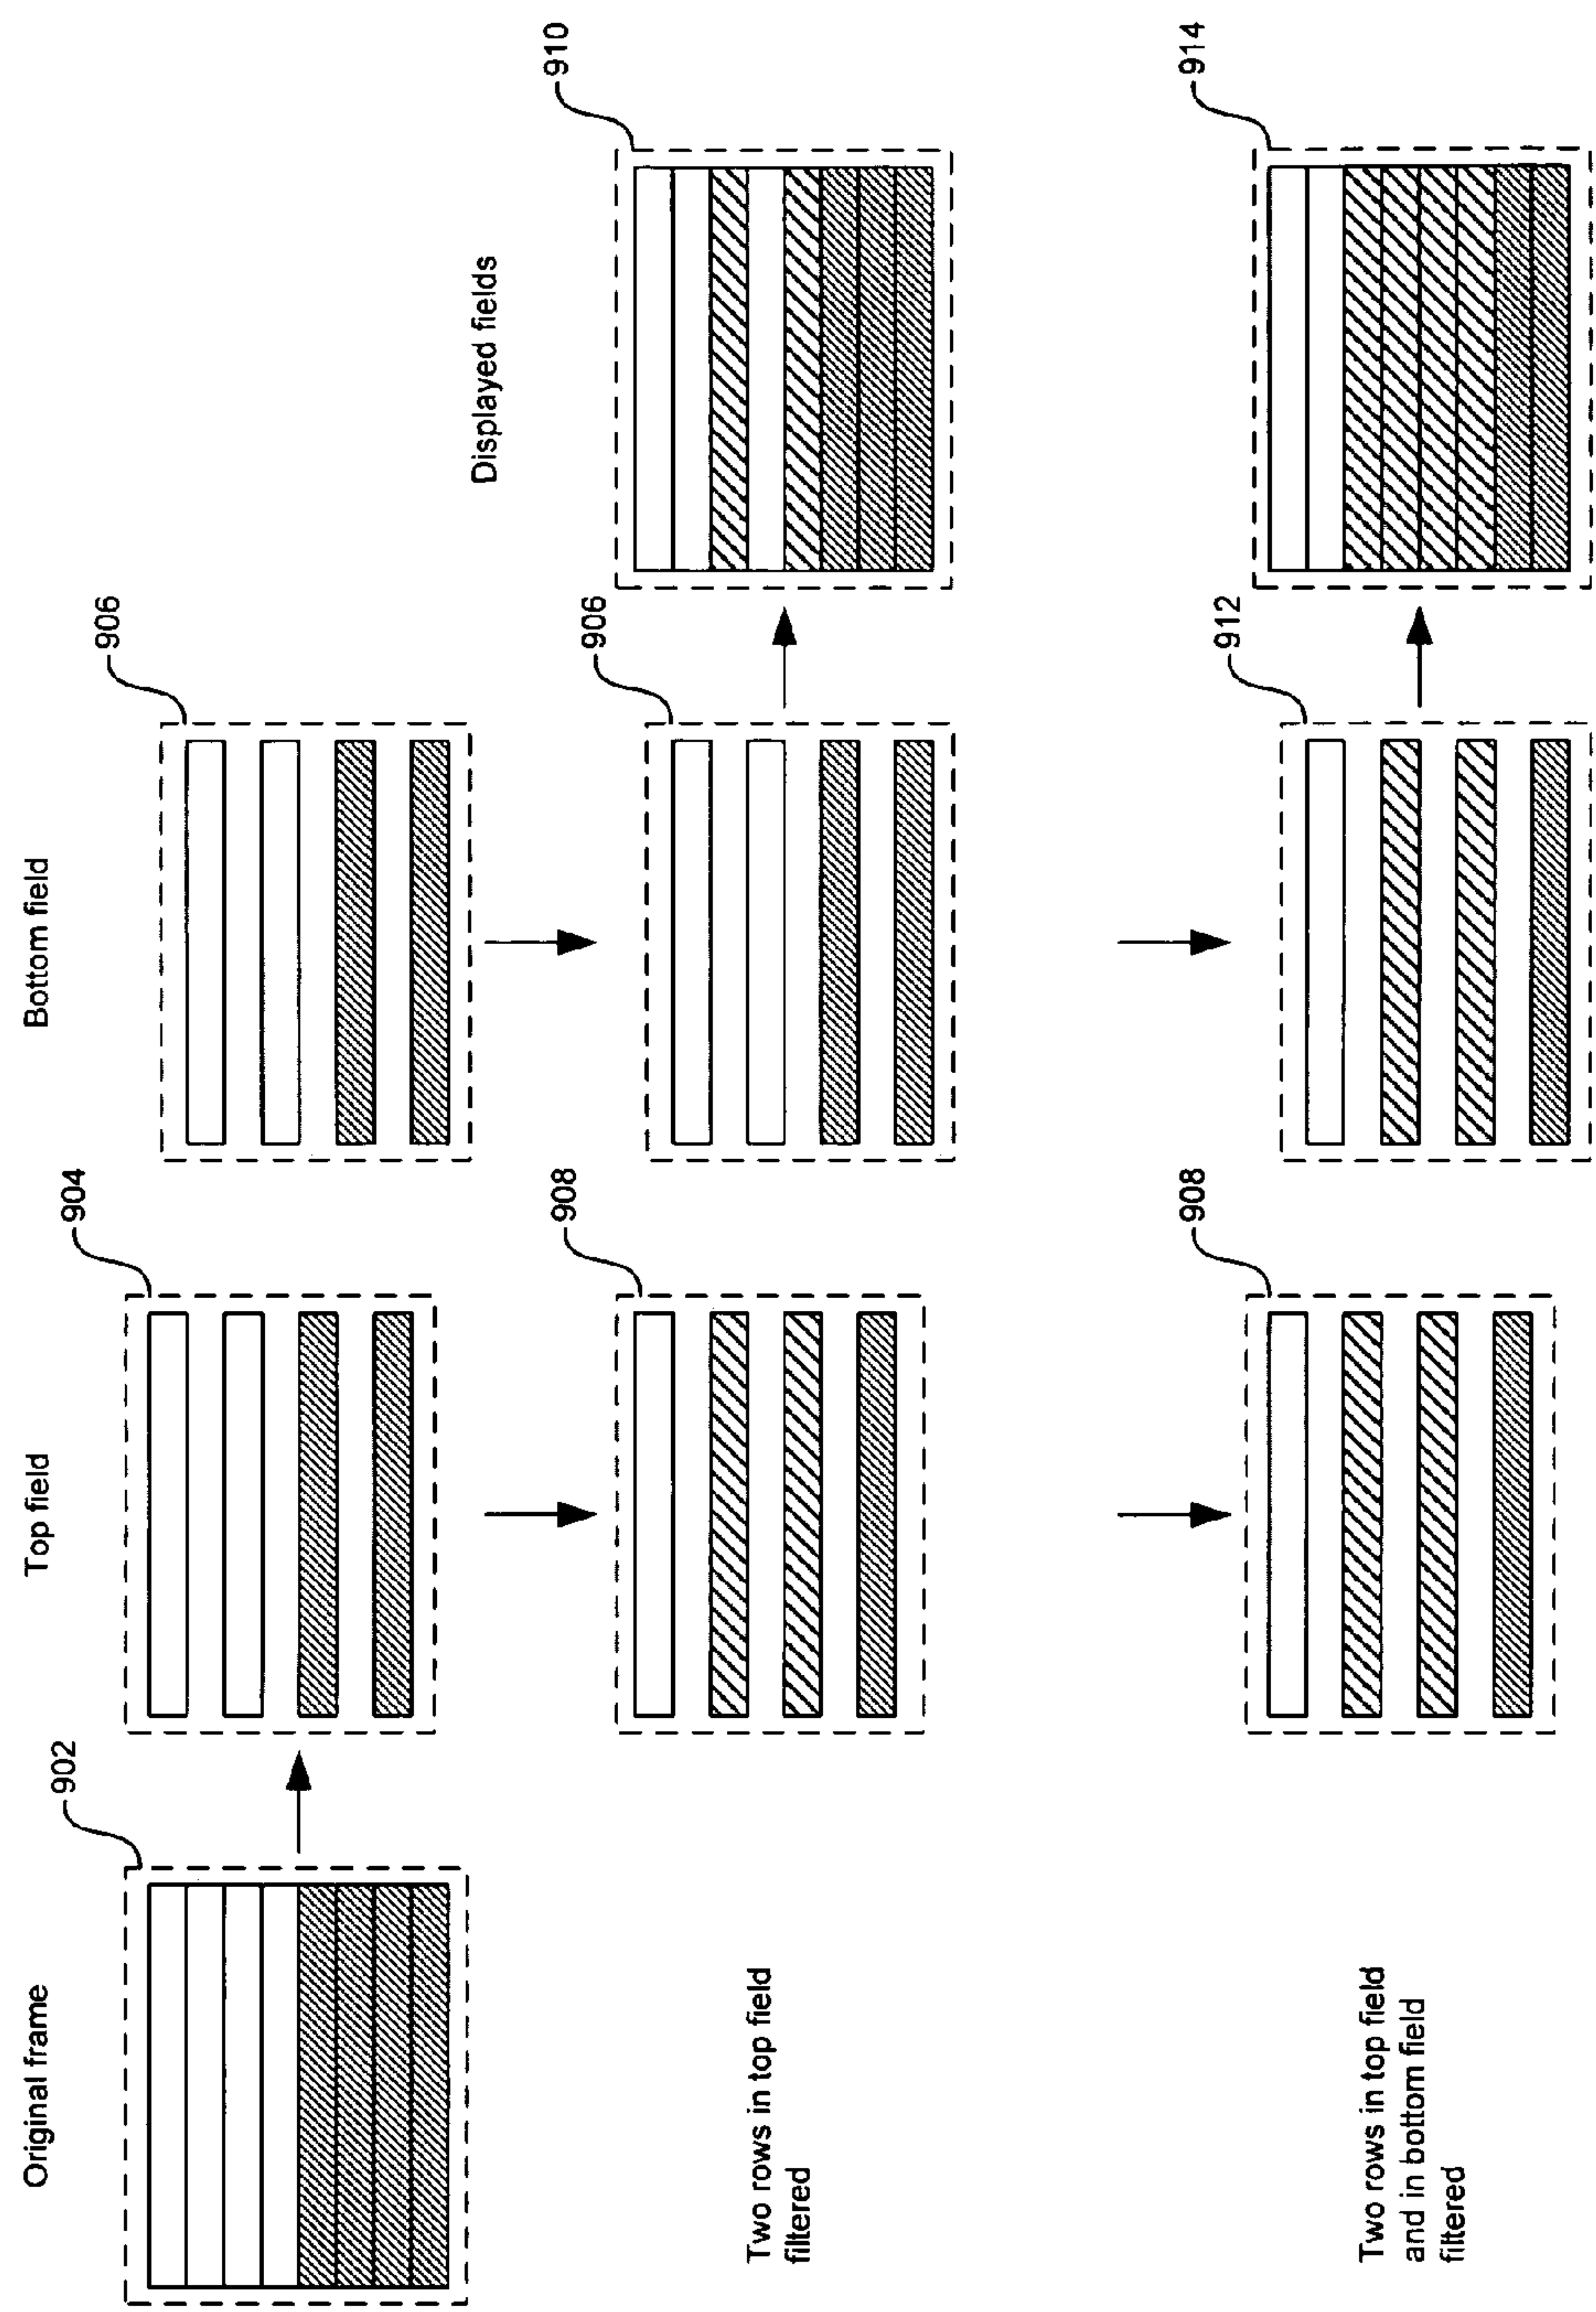 Original frame
Top field
Bottom field
902
904
906
Displayed fields
Two rows in top field
filtered
908
906
910
Two rows in top field
and in bottom field
filtered
908
912
914